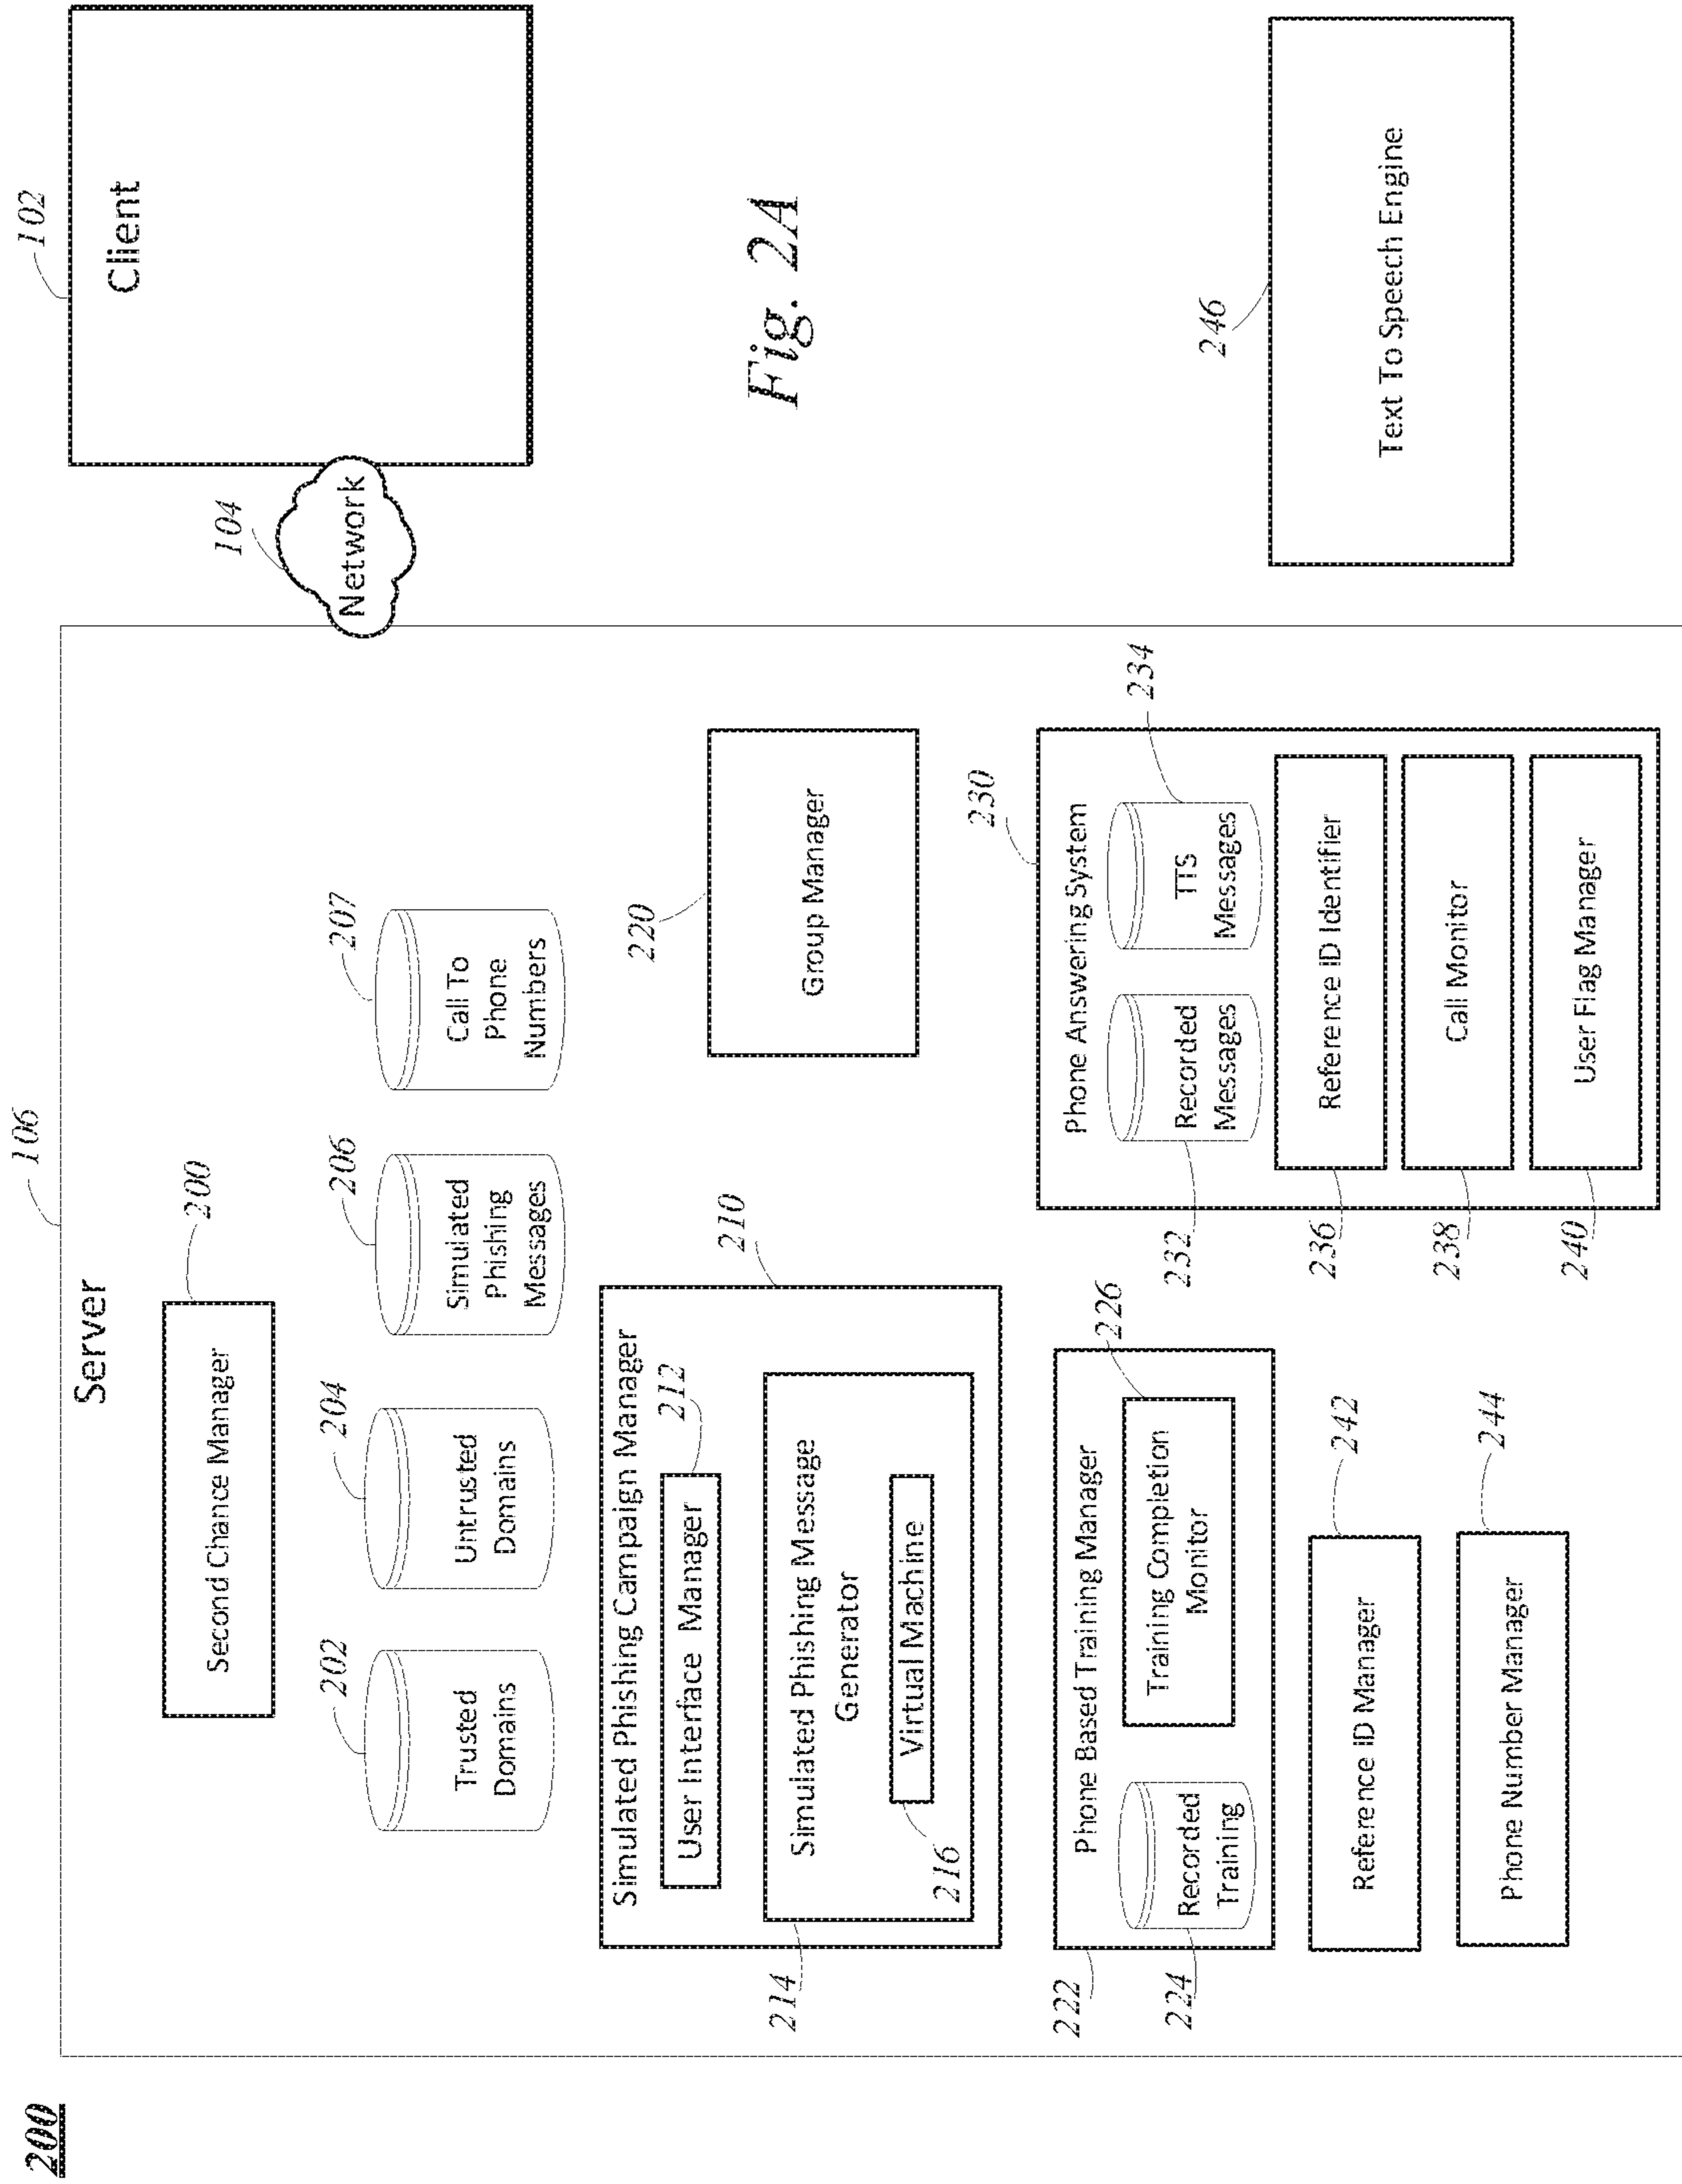 200
106
Server
200
Second Chance Manager
202
Trusted
Domains
204
Untrusted
Domains
206
Simulated
Phishing
Messages
207
Call To
Phone
Numbers
Simulated Phishing Campaign Manager
210
User Interface Manager
212
214
Simulated Phishing Message
Generator
Virtual Machine
216
220
Group Manager
222
Phone Based Training Manager
224
Recorded
Training
226
Training Completion
Monitor
Reference ID Manager
242
Phone Number Manager
244
230
Phone Answering System
232
Recorded
Messages
234
TTS
Messages
236
Reference ID Identifier
238
Call Monitor
240
User Flag Manager
104
Network
102
Client
Fig. 2A
246
Text To Speech Engine